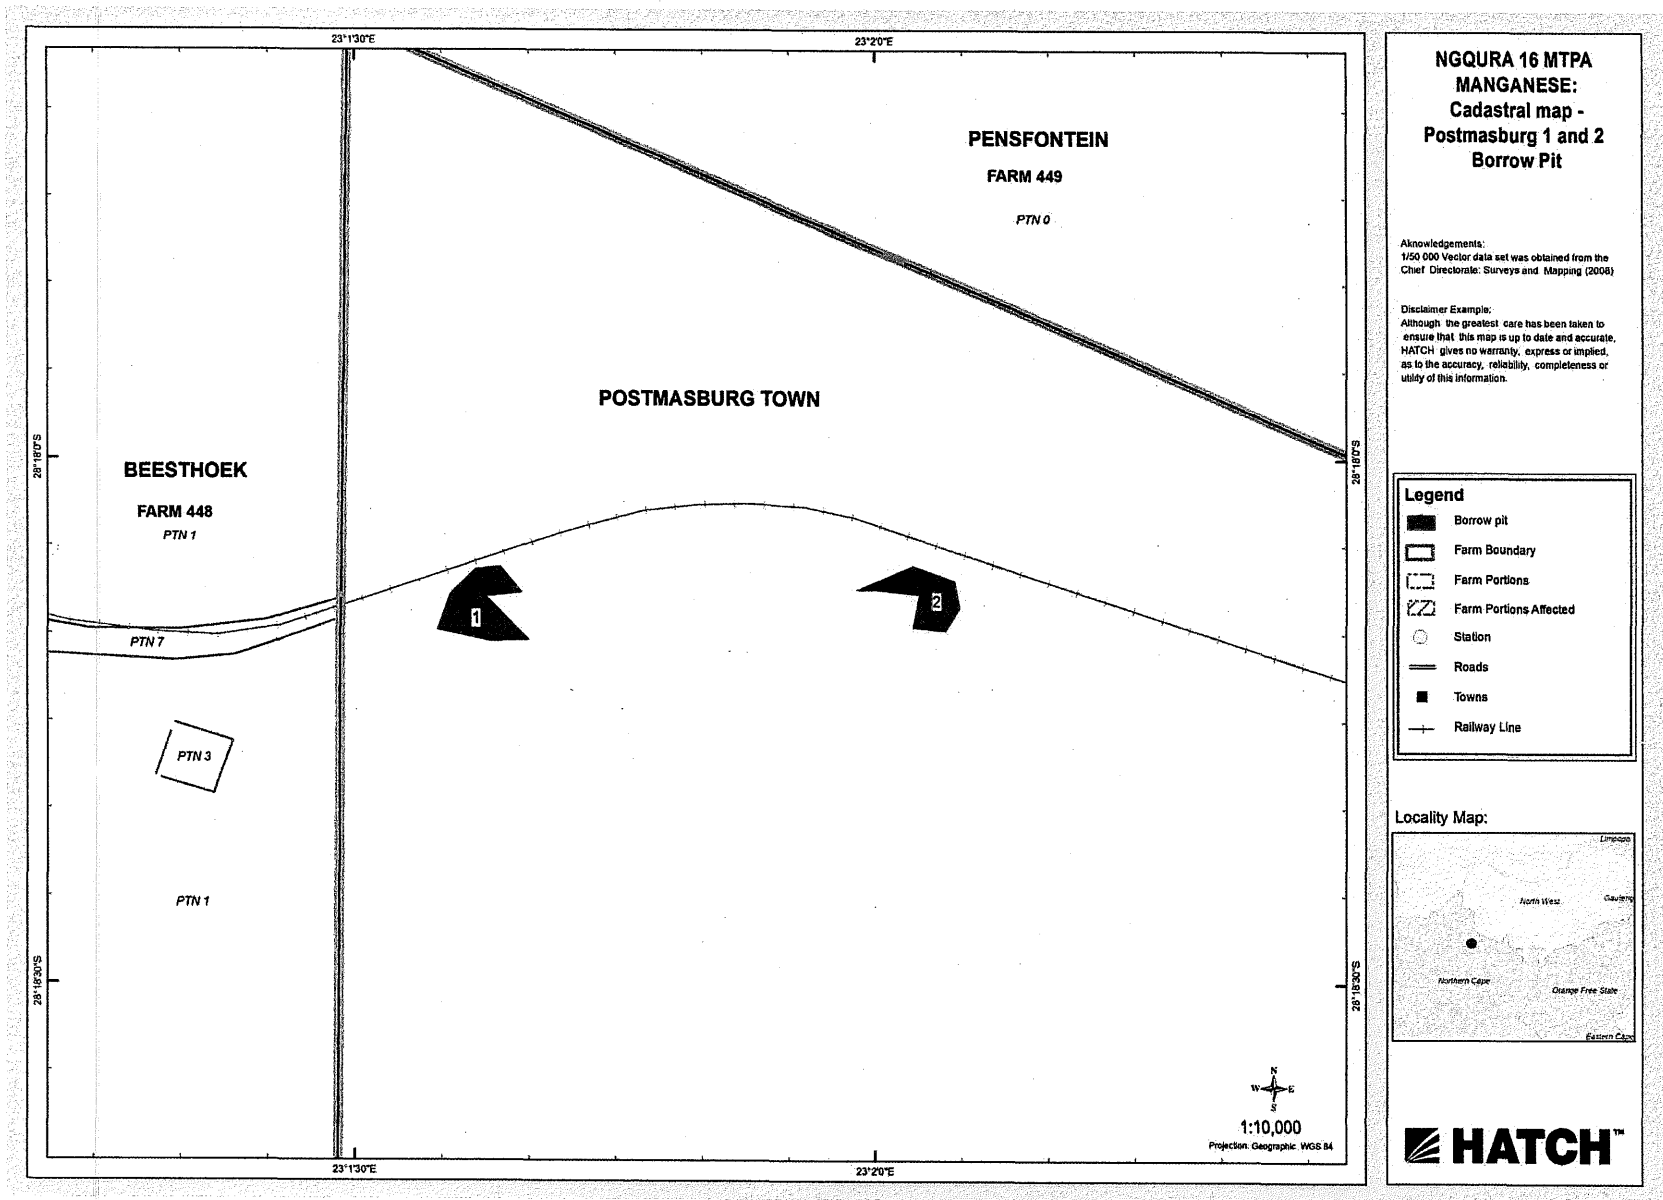 23°1'30"E
23°2'0"E
PENSFONTEIN
FARM 449
PTN 0
POSTMASBURG TOWN
28°18'0"S
28°18'0"S
BEESTHOEK
FARM 448
PTN 1
1
2
PTN 7
PTN 3
PTN 1
28°18'30"S
28°18'30"S
N
W E
S
1:10,000
Projection: Geographic WGS 84
23°1'30"E
23°2'0"E
NGQURA 16 MTPA
MANGANESE:
Cadastral map -
Postmasburg 1 and 2
Borrow Pit
Aknowledgements:
1/50 000 Vector data set was obtained from the
Chief Directorate: Surveys and Mapping (2006)
Disclaimer Example:
Although the greatest care has been taken to
ensure that this map is up to date and accurate,
HATCH gives no warranty, express or implied,
as to the accuracy, reliability, completeness or
utility of this information.
Legend
Borrow pit
Farm Boundary
Farm Portions
Farm Portions Affected
Station
Roads
Towns
Railway Line
Locality Map:
Limpopo
North West
Gauteng
Northern Cape
Orange Free State
Eastern Cape
HATCH™